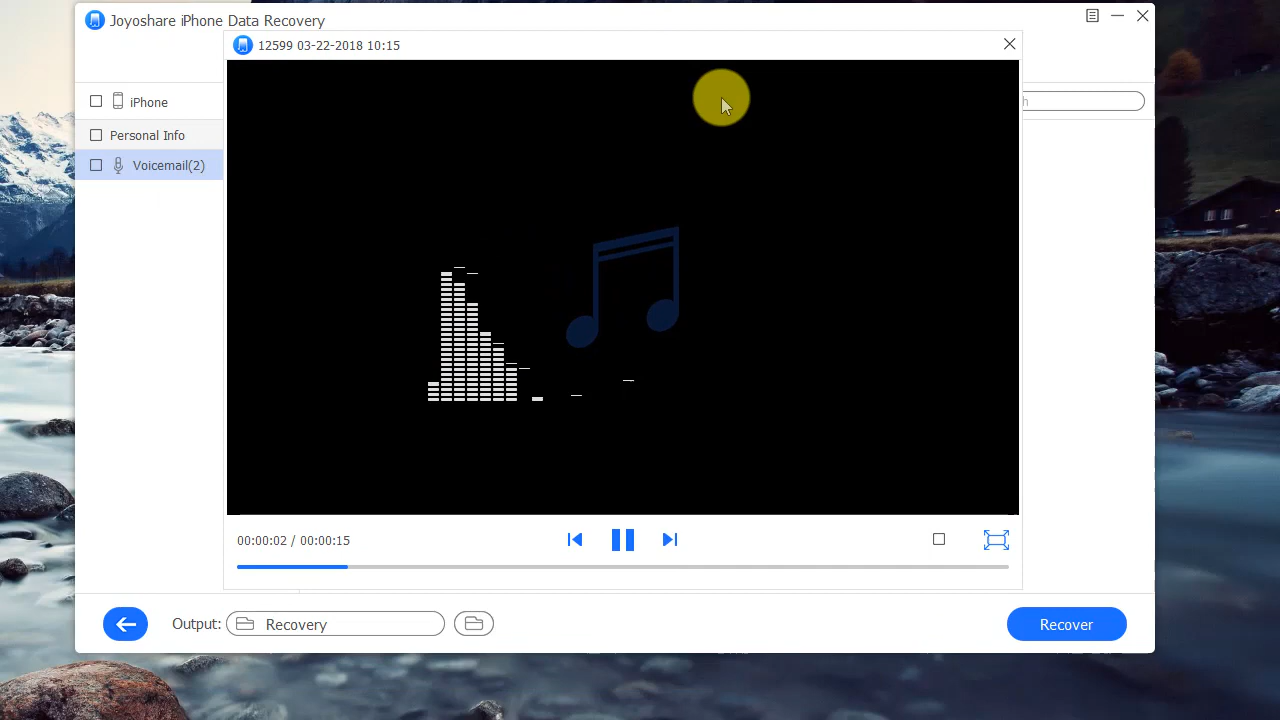 Joyoshare iPhone Data Recovery
12599 03-22-2018 10:15
iPhone
h
Personal Info
Voicemail(2)
00:00:02 / 00:00:15
Output:
Recovery
Recover